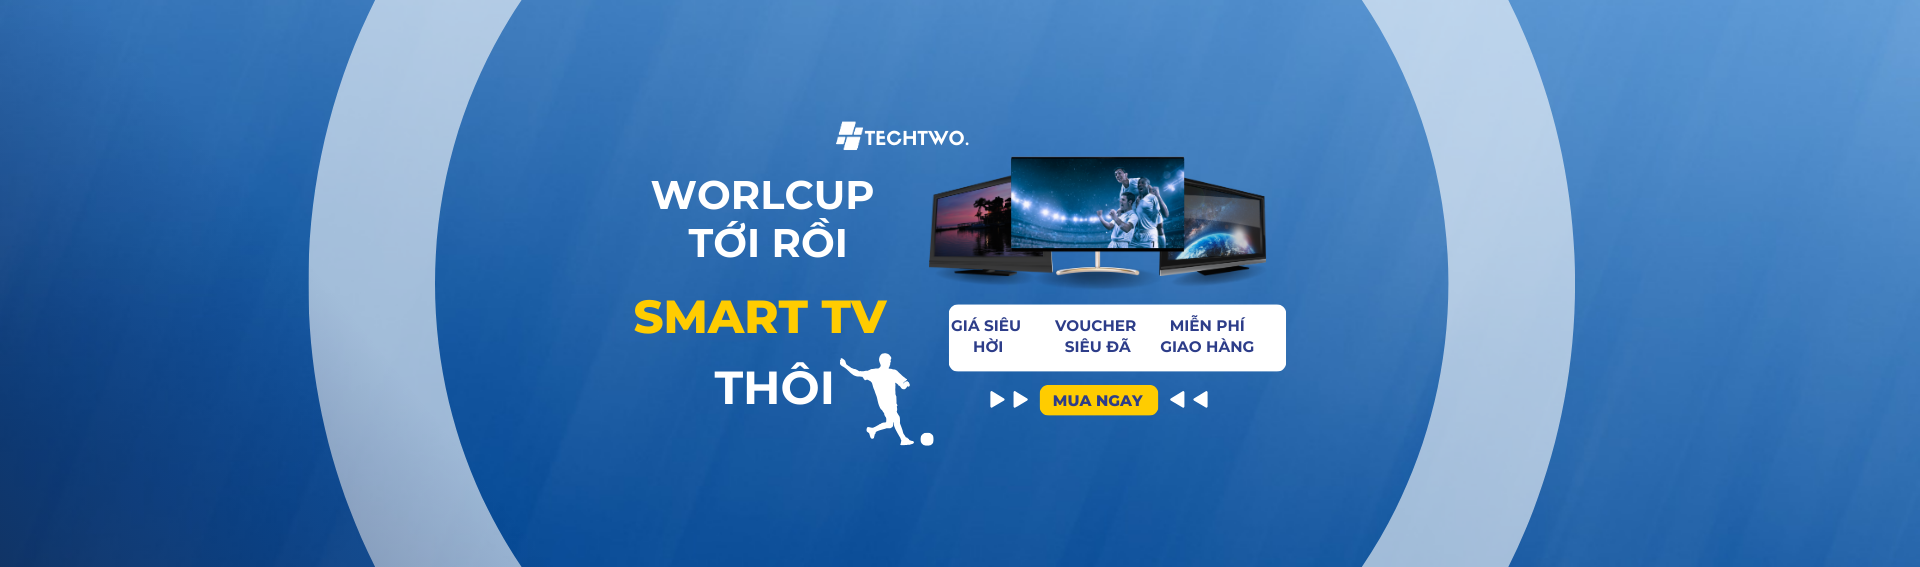 TECHTWO.
WORLCUP
TỚI RỒI
SMART TV
THÔI
GIÁ SIÊU
HỜI
VOUCHER
SIÊU ĐÃ
MIỄN PHÍ
GIAO HÀNG
MUA NGAY